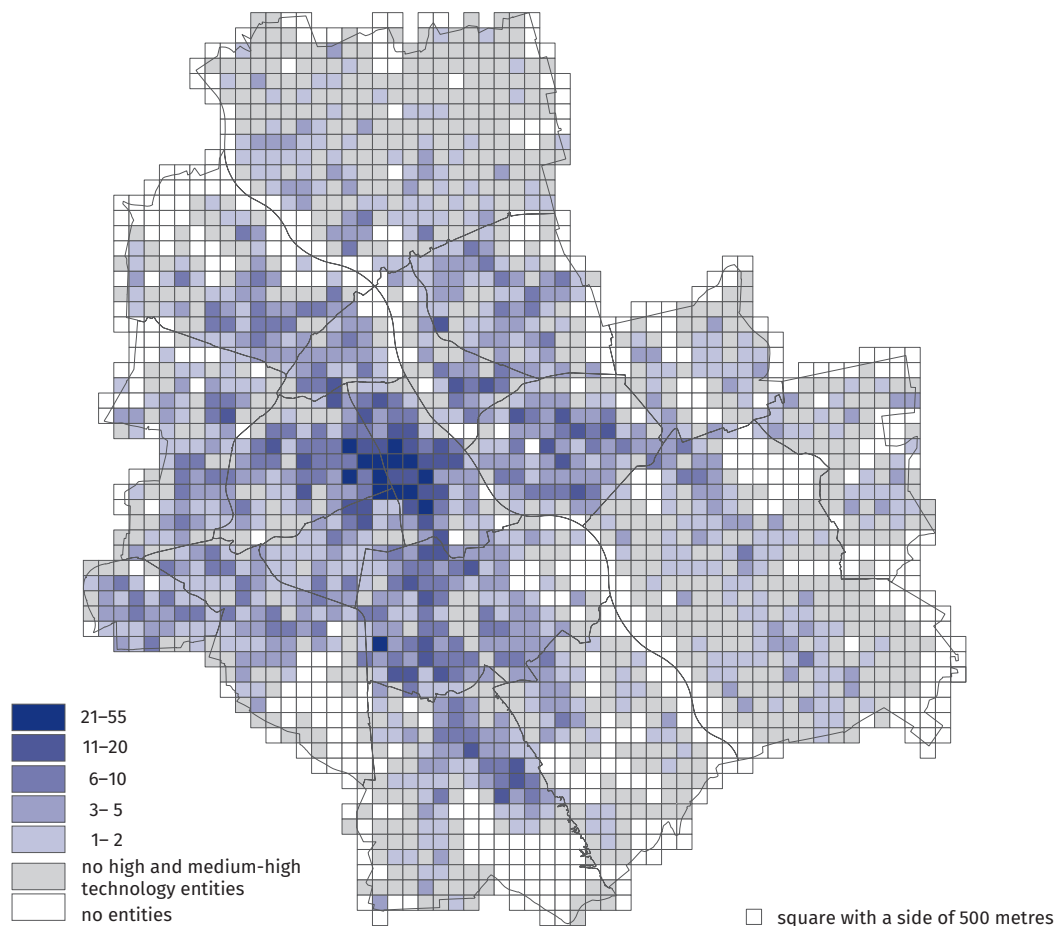 21–55
11–20
6–10
3– 5
1– 2
no high and medium-high
technology entities
no entities
square with a side of 500 metres